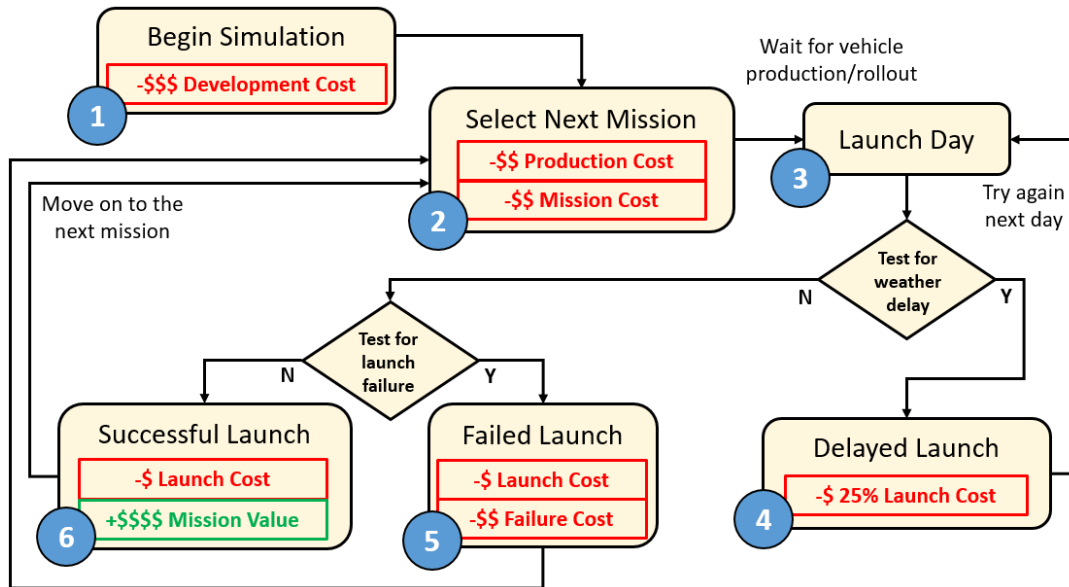 Begin Simulation
-$$$ Development Cost
1
Select Next Mission
-$$ Production Cost
-$$ Mission Cost
2
Wait for vehicle
production/rollout
Launch Day
3
Try again
next day
Move on to the
next mission
Test for
weather
delay
N
Y
Test for
launch
failure
N
Y
Successful Launch
-$ Launch Cost
+$$$$ Mission Value
6
Failed Launch
-$ Launch Cost
-$$ Failure Cost
5
Delayed Launch
-$ 25% Launch Cost
4